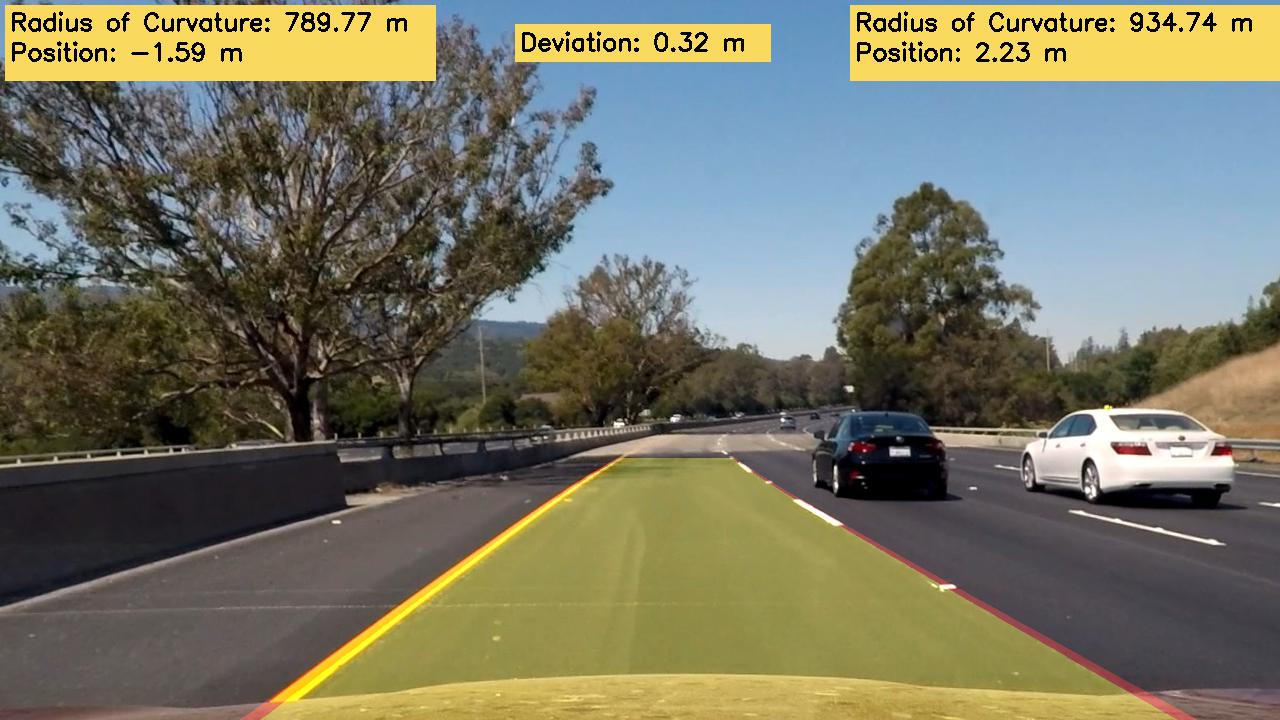 Radius of Curvature: 789.77 m
Position: −1.59 m
Deviation: 0.32 m
Radius of Curvature: 934.74 m
Position: 2.23 m